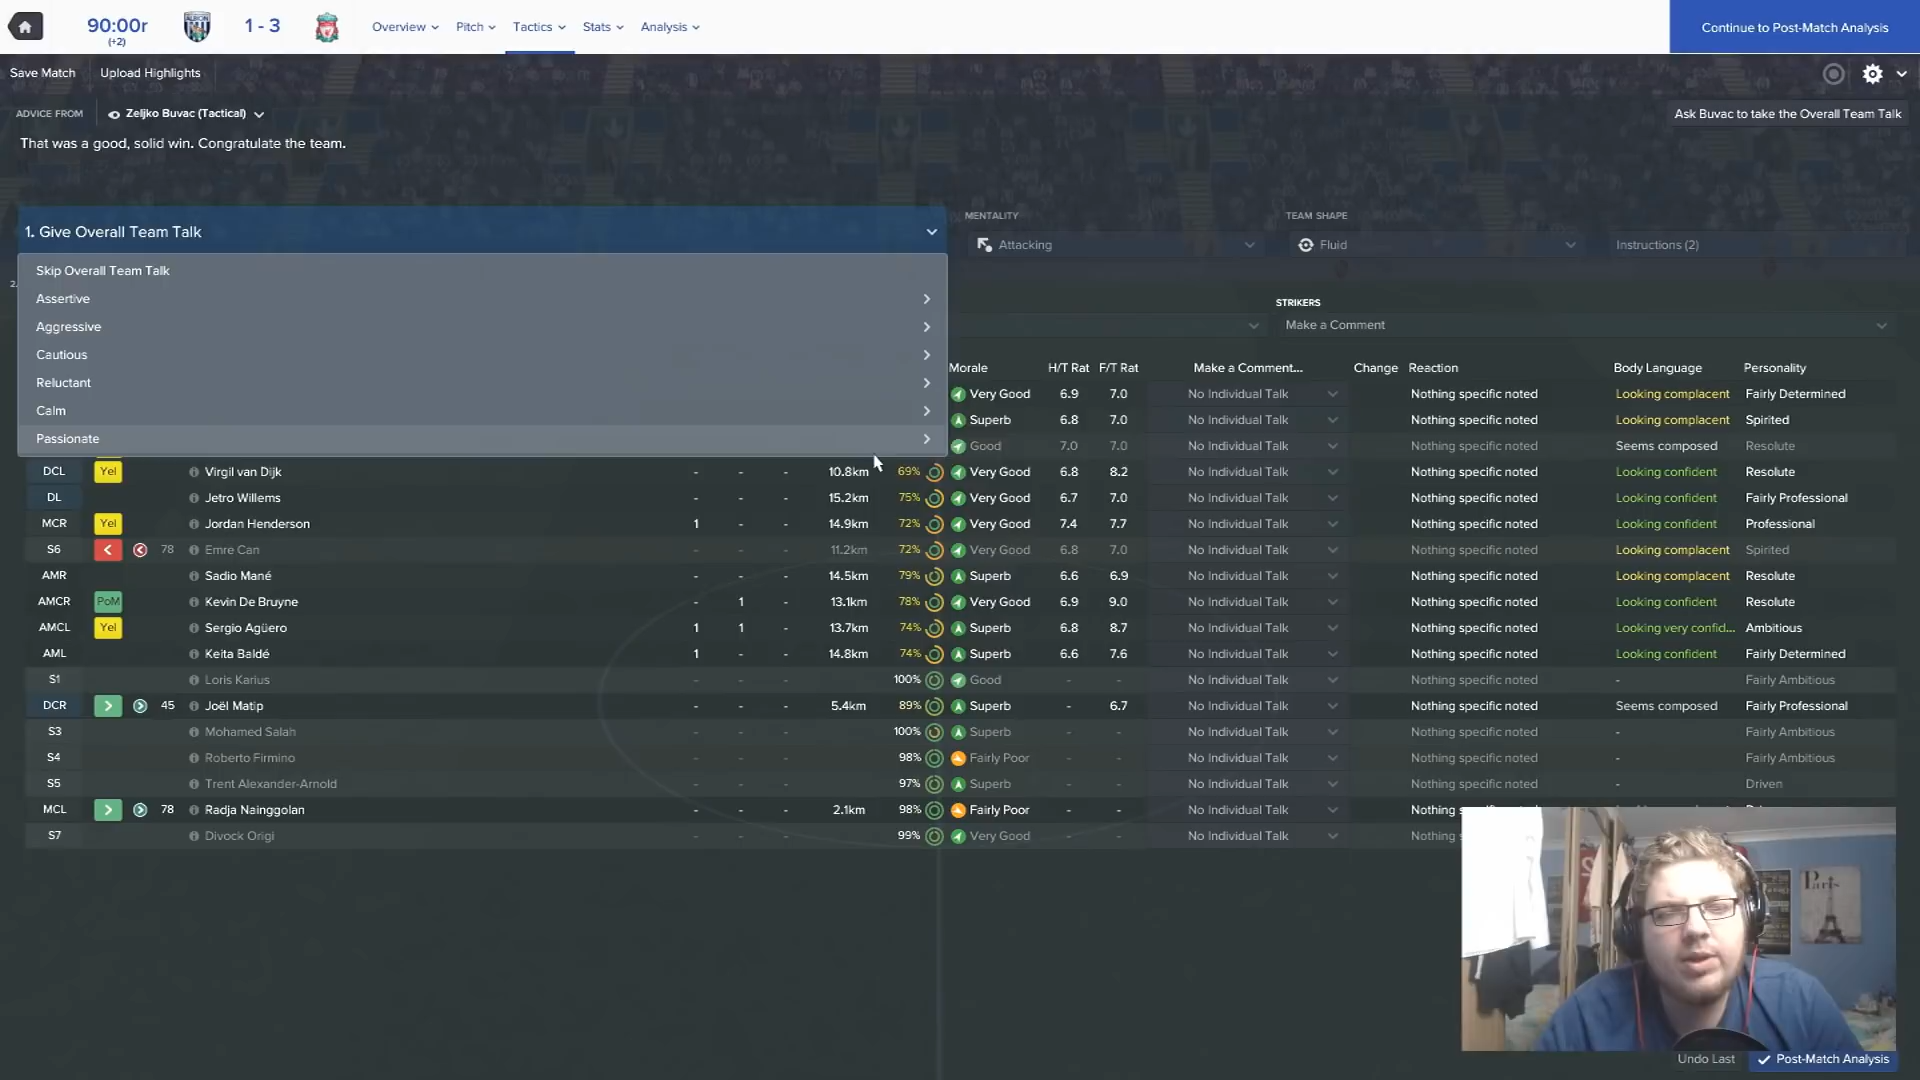 90:00r
(+2)
ALBION
1 - 3
Overview
Pitch
Tactics
Stats
Analysis
Continue to Post-Match Analysis
Save Match
Upload Highlights
ADVICE FROM
Zeljko Buvac (Tactical)
Ask Buvac to take the Overall Team Talk
That was a good, solid win. Congratulate the team.
1. Give Overall Team Talk
MENTALITY
Attacking
TEAM SHAPE
Fluid
Instructions (2)
Skip Overall Team Talk
2.
Assertive
Aggressive
Cautious
Reluctant
Calm
Passionate
STRIKERS
Make a Comment
Morale H/T Rat F/T Rat Make a Comment... Change Reaction Body Language Personality
Very Good 6.9 7.0 No Individual Talk Nothing specific noted Looking complacent Fairly Determined
Superb 6.8 7.0 No Individual Talk Nothing specific noted Looking complacent Spirited
Good 7.0 7.0 No Individual Talk Nothing specific noted Seems composed Resolute
DCL Yel Virgil van Dijk - - - 10.8km 69% Very Good 6.8 8.2 No Individual Talk Nothing specific noted Looking confident Resolute
DL Jetro Willems - - - 15.2km 75% Very Good 6.7 7.0 No Individual Talk Nothing specific noted Looking confident Fairly Professional
MCR Yel Jordan Henderson 1 - - 14.9km 72% Very Good 7.4 7.7 No Individual Talk Nothing specific noted Looking confident Professional
S6 78 Emre Can - - - 11.2km 72% Very Good 6.8 7.0 No Individual Talk Nothing specific noted Looking complacent Spirited
AMR Sadio Mané - - - 14.5km 79% Superb 6.6 6.9 No Individual Talk Nothing specific noted Looking complacent Resolute
AMCR PoM Kevin De Bruyne - 1 - 13.1km 78% Very Good 6.9 9.0 No Individual Talk Nothing specific noted Looking confident Resolute
AMCL Yel Sergio Agüero 1 1 - 13.7km 74% Superb 6.8 8.7 No Individual Talk Nothing specific noted Looking very confid... Ambitious
AML Keita Baldé 1 - - 14.8km 74% Superb 6.6 7.6 No Individual Talk Nothing specific noted Looking confident Fairly Determined
S1 Loris Karius - - - 100% Good - - No Individual Talk Nothing specific noted - Fairly Ambitious
DCR 45 Joël Matip 5.4km 89% Superb - 6.7 No Individual Talk Nothing specific noted Seems composed Fairly Professional
S3 Mohamed Salah - - - 100% Superb - - No Individual Talk Nothing specific noted - Fairly Ambitious
S4 Roberto Firmino - - - 98% Fairly Poor - - No Individual Talk Nothing specific noted - Fairly Ambitious
S5 Trent Alexander-Arnold - - - 97% Superb - - No Individual Talk Nothing specific noted - Driven
MCL 78 Radja Nainggolan - - - 2.1km 98% Fairly Poor - - No Individual Talk Nothing
S7 Divock Origi - - - 99% Very Good - - No Individual Talk Nothing
Paris
Undo Last
Post-Match Analysis